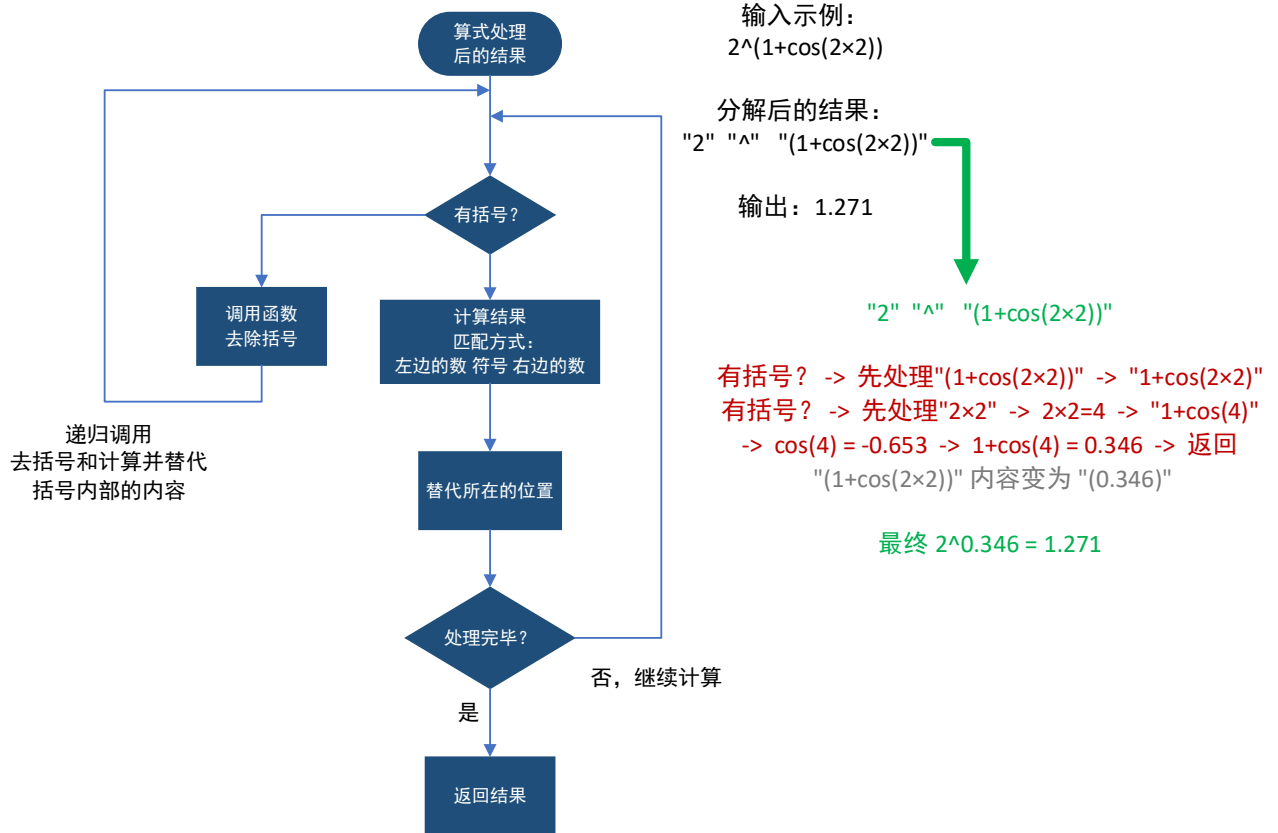 算式处理
后的结果
有括号？
调用函数
去除括号
计算结果
匹配方式：
左边的数 符号 右边的数
递归调用
去括号和计算并替代
括号内部的内容
替代所在的位置
处理完毕？
否，继续计算
是
返回结果
输入示例：
2^(1+cos(2×2))
分解后的结果：
"2" "^" "(1+cos(2×2))"
输出：1.271
"2" "^" "(1+cos(2×2))"
有括号？ -> 先处理"(1+cos(2×2))" -> "1+cos(2×2)"
有括号？ -> 先处理"2×2" -> 2×2=4 -> "1+cos(4)"
-> cos(4) = -0.653 -> 1+cos(4) = 0.346 -> 返回
"(1+cos(2×2))" 内容变为 "(0.346)"
最终 2^0.346 = 1.271